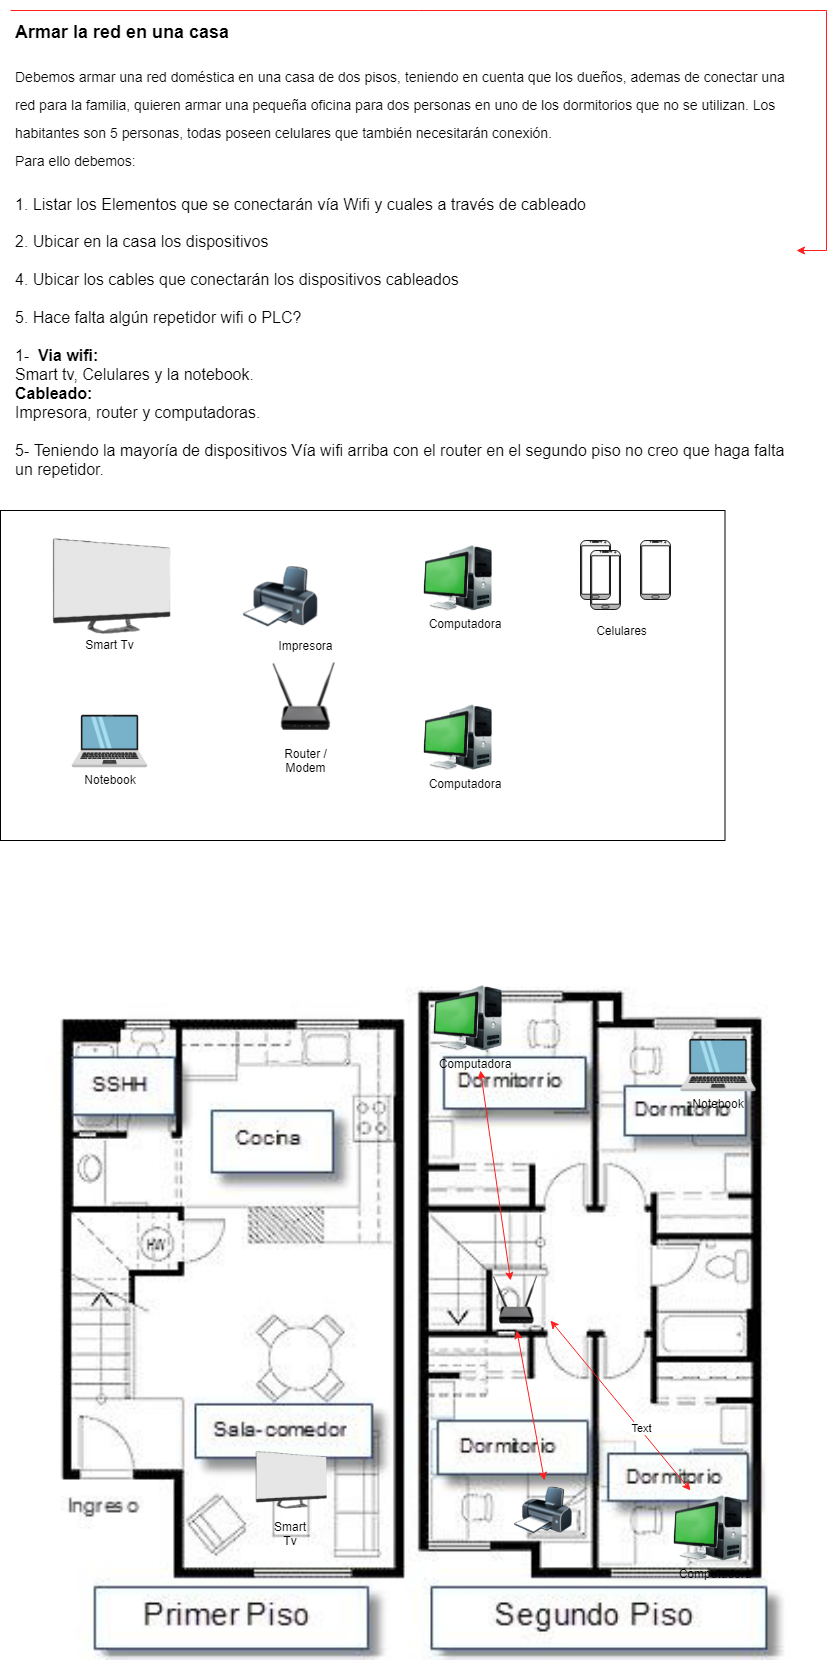 Armar la red en una casa
Debemos armar una red doméstica en una casa de dos pisos, teniendo en cuenta que los dueños, ademas de conectar una
red para la familia, quieren armar una pequeña oficina para dos personas en uno de los dormitorios que no se utilizan. Los
habitantes son 5 personas, todas poseen celulares que también necesitarán conexión.
Para ello debemos:
1. Listar los Elementos que se conectarán vía Wifi y cuales a través de cableado
2. Ubicar en la casa los dispositivos
4. Ubicar los cables que conectarán los dispositivos cableados
5. Hace falta algún repetidor wifi o PLC?
1- Via wifi:
Smart tv, Celulares y la notebook.
Cableado:
Impresora, router y computadoras.
5- Teniendo la mayoría de dispositivos Vía wifi arriba con el router en el segundo piso no creo que haga falta
un repetidor.
Smart Tv
Impresora
Computadora
Celulares
Notebook
Router /
Modem
Computadora
Computadora
SSHH
Dormitorrio
Notebook
Dormitorio
Cocina
HW
Sala-comedor
Text
Dormitorio
Dormitorio
Ingreso
Smart
Tv
Computadora
Primer Piso
Segundo Piso